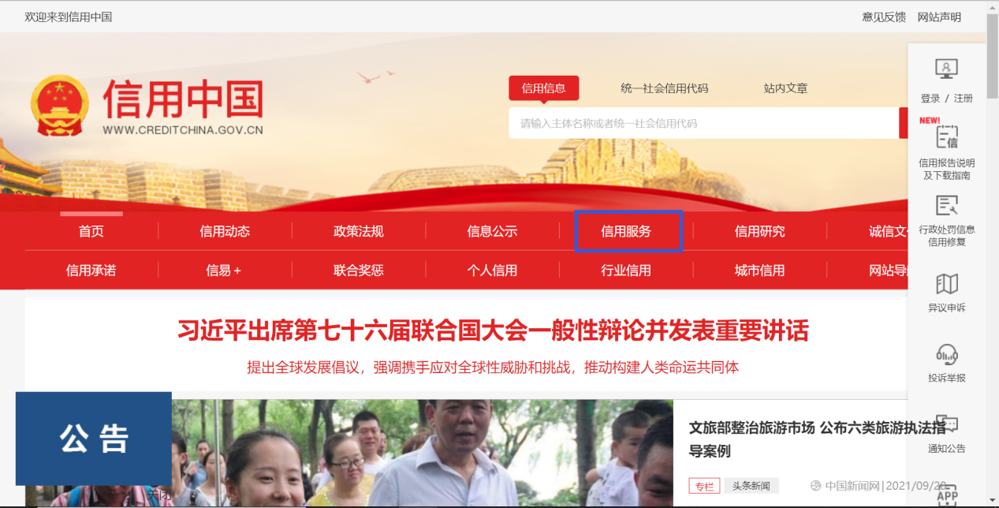 欢迎来到信用中国
意见反馈 网站声明
信用中国
WWW.CREDITCHINA.GOV.CN
信用信息 统一社会信用代码 站内文章
请输入主体名称或者统一社会信用代码
登录 / 注册
NEW!
信
信用报告说明
及下载指南
行政处罚信息
信用修复
异议申诉
投诉举报
通知公告
APP
首页 信用动态 政策法规 信息公示 信用服务 信用研究 诚信文
信用承诺 信易+ 联合奖惩 个人信用 行业信用 城市信用 网站导
习近平出席第七十六届联合国大会一般性辩论并发表重要讲话
提出全球发展倡议，强调携手应对全球性威胁和挑战，推动构建人类命运共同体
公告
关闭
文旅部整治旅游市场 公布六类旅游执法指
导案例
专栏 头条新闻 中国新闻网|2021/09/2